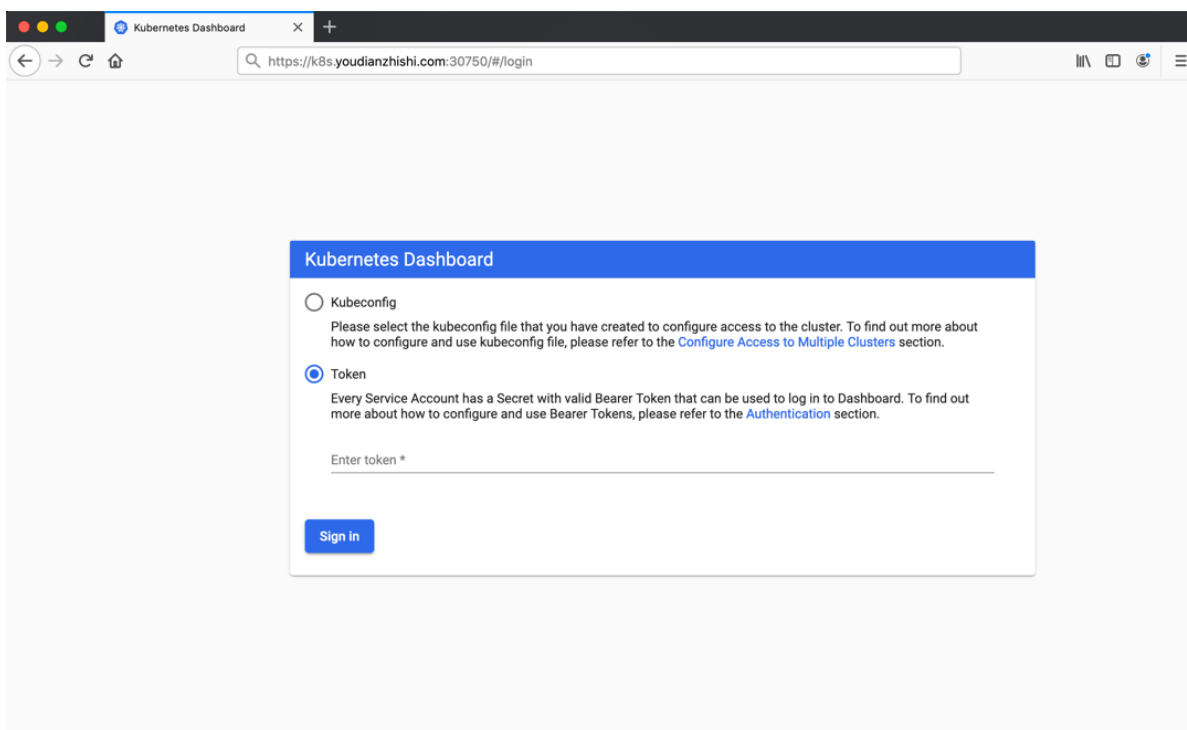 Kubernetes Dashboard
https://k8s.youdianzhishi.com:30750/#/login
Kubernetes Dashboard
Kubeconfig
Please select the kubeconfig file that you have created to configure access to the cluster. To find out more about
how to configure and use kubeconfig file, please refer to the Configure Access to Multiple Clusters section.
Token
Every Service Account has a Secret with valid Bearer Token that can be used to log in to Dashboard. To find out
more about how to configure and use Bearer Tokens, please refer to the Authentication section.
Enter token *
Sign in